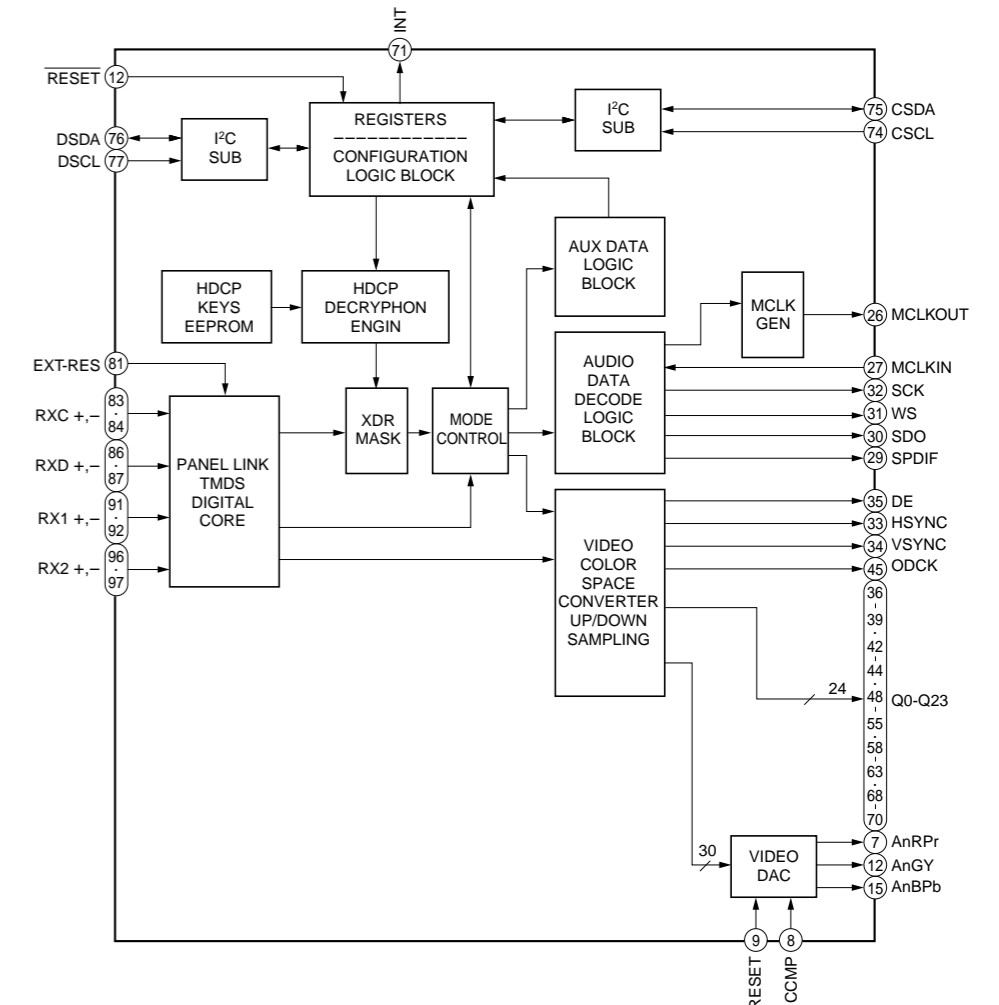 INT
71
RESET 12
DSDA 76
DSCL 77
I²C
SUB
REGISTERS
CONFIGURATION
LOGIC BLOCK
I²C
SUB
75 CSDA
74 CSCL
AUX DATA
LOGIC
BLOCK
HDCP
KEYS
EEPROM
HDCP
DECRYPHON
ENGIN
MCLK
GEN
26 MCLKOUT
EXT-RES 81
RXC +,– 83 · 84
RXD +,– 86 · 87
RX1 +,– 91 · 92
RX2 +,– 96 · 97
PANEL LINK
TMDS
DIGITAL
CORE
XDR
MASK
MODE
CONTROL
AUDIO
DATA
DECODE
LOGIC
BLOCK
27 MCLKIN
32 SCK
31 WS
30 SDO
29 SPDIF
VIDEO
COLOR
SPACE
CONVERTER
UP/DOWN
SAMPLING
35 DE
33 HSYNC
34 VSYNC
45 ODCK
36
-
39
·
42
-
44
·
48
-
55
·
58
-
63
·
68
-
70
24
Q0-Q23
30
VIDEO
DAC
7 AnRPr
12 AnGY
15 AnBPb
9
8
RESET
CCMP